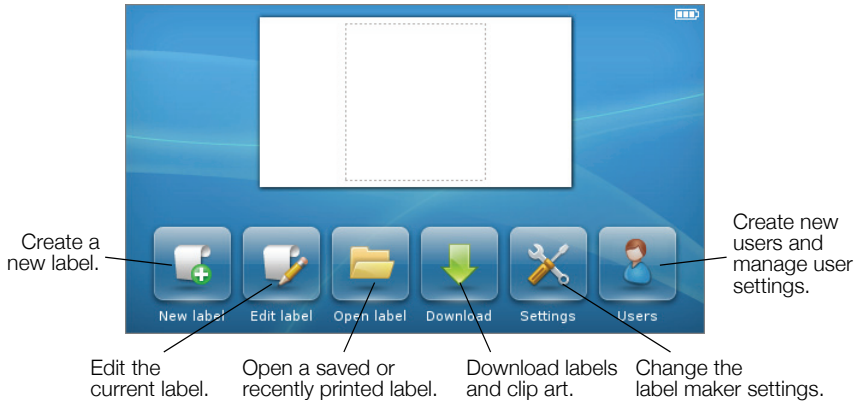 Create a
new label.
New label
Edit label
Open label
Download
Settings
Users
Create new
users and
manage user
settings.
Edit the
current label.
Open a saved or
recently printed label.
Download labels
and clip art.
Change the
label maker settings.